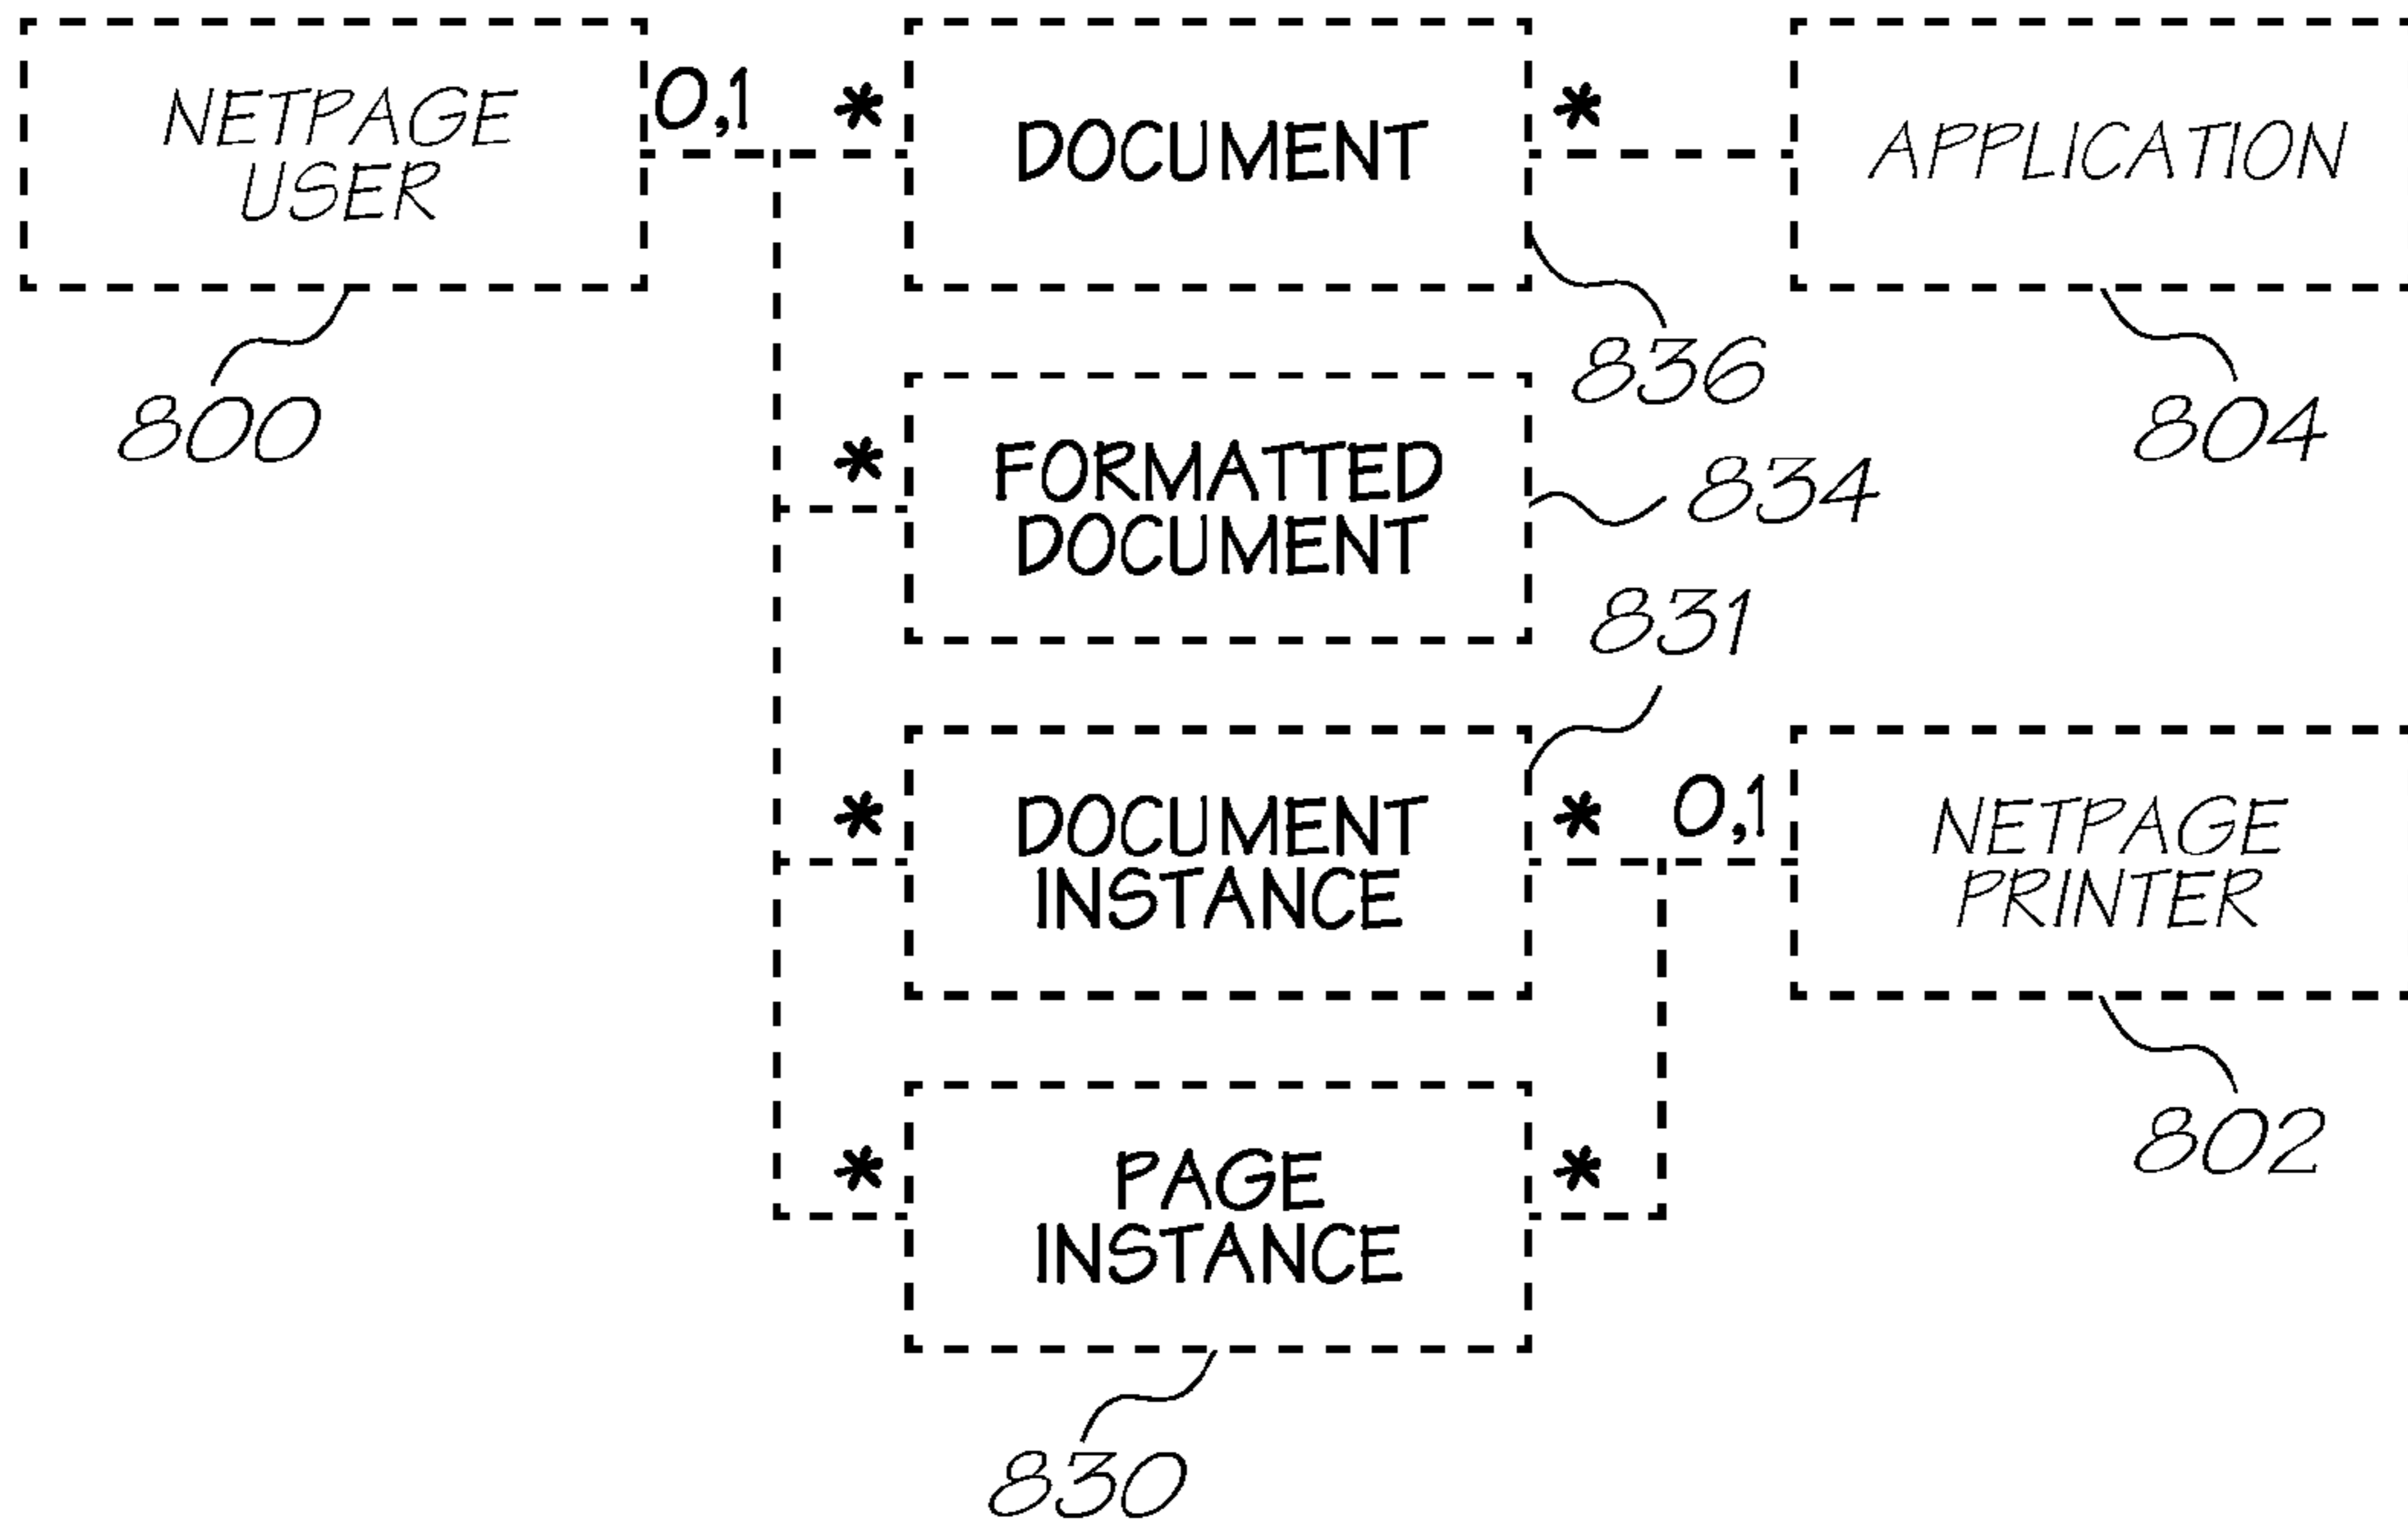 NETPAGE
USER
0,1
*
DOCUMENT
*
APPLICATION
800
836
804
*
FORMATTED
DOCUMENT
834
831
*
DOCUMENT
INSTANCE
*
0,1
NETPAGE
PRINTER
802
*
PAGE
INSTANCE
*
830